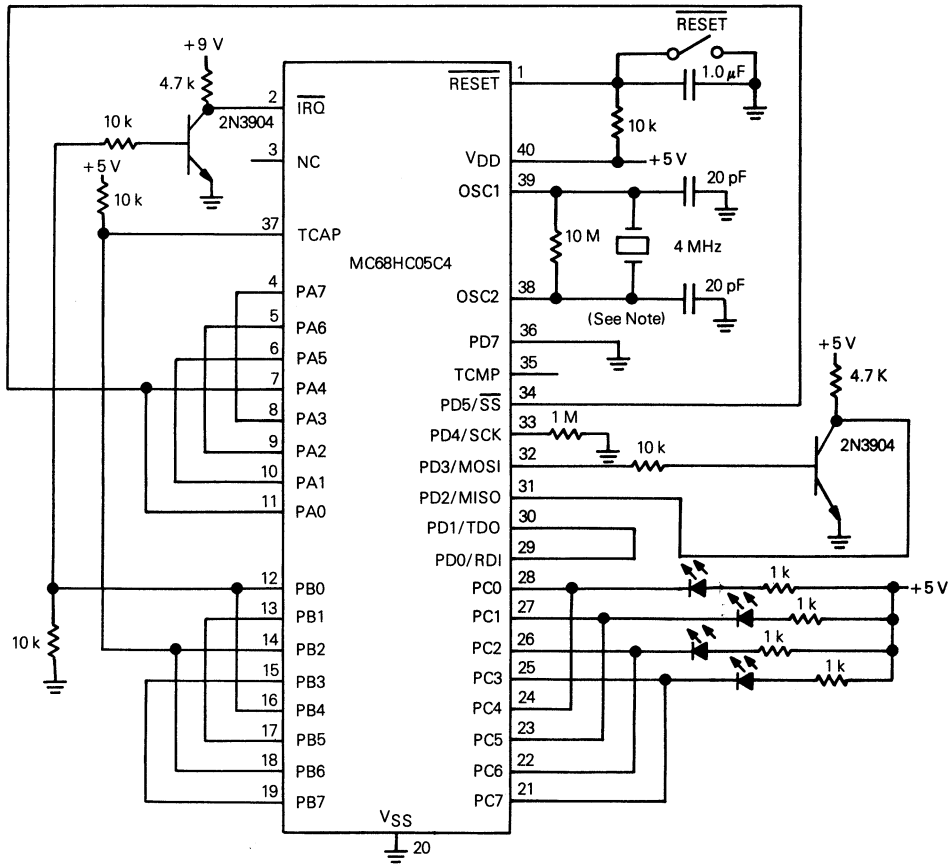 RESET
+9 V
4.7 k
1
1.0 μF
RESET
2
IRQ
2N3904
10 k
10 k
3
NC
VDD
40
+5 V
+5 V
39
20 pF
OSC1
10 k
37
TCAP
10 M
4 MHz
MC68HC05C4
4
PA7
OSC2
38
20 pF
(See Note)
5
PA6
PD7
36
+5 V
6
PA5
TCMP
35
4.7 K
7
PA4
PD5/SS
34
8
PA3
PD4/SCK
33
1 M
2N3904
9
PA2
PD3/MOSI
32
10 k
10
PA1
PD2/MISO
31
11
PA0
PD1/TDO
30
PD0/RDI
29
12
PB0
PC0
28
1 k
+5 V
13
PB1
PC1
27
1 k
10 k
14
PB2
PC2
26
1 k
15
PB3
PC3
25
1 k
16
PB4
PC4
24
17
PB5
PC5
23
18
PB6
PC6
22
19
PB7
PC7
21
VSS
20